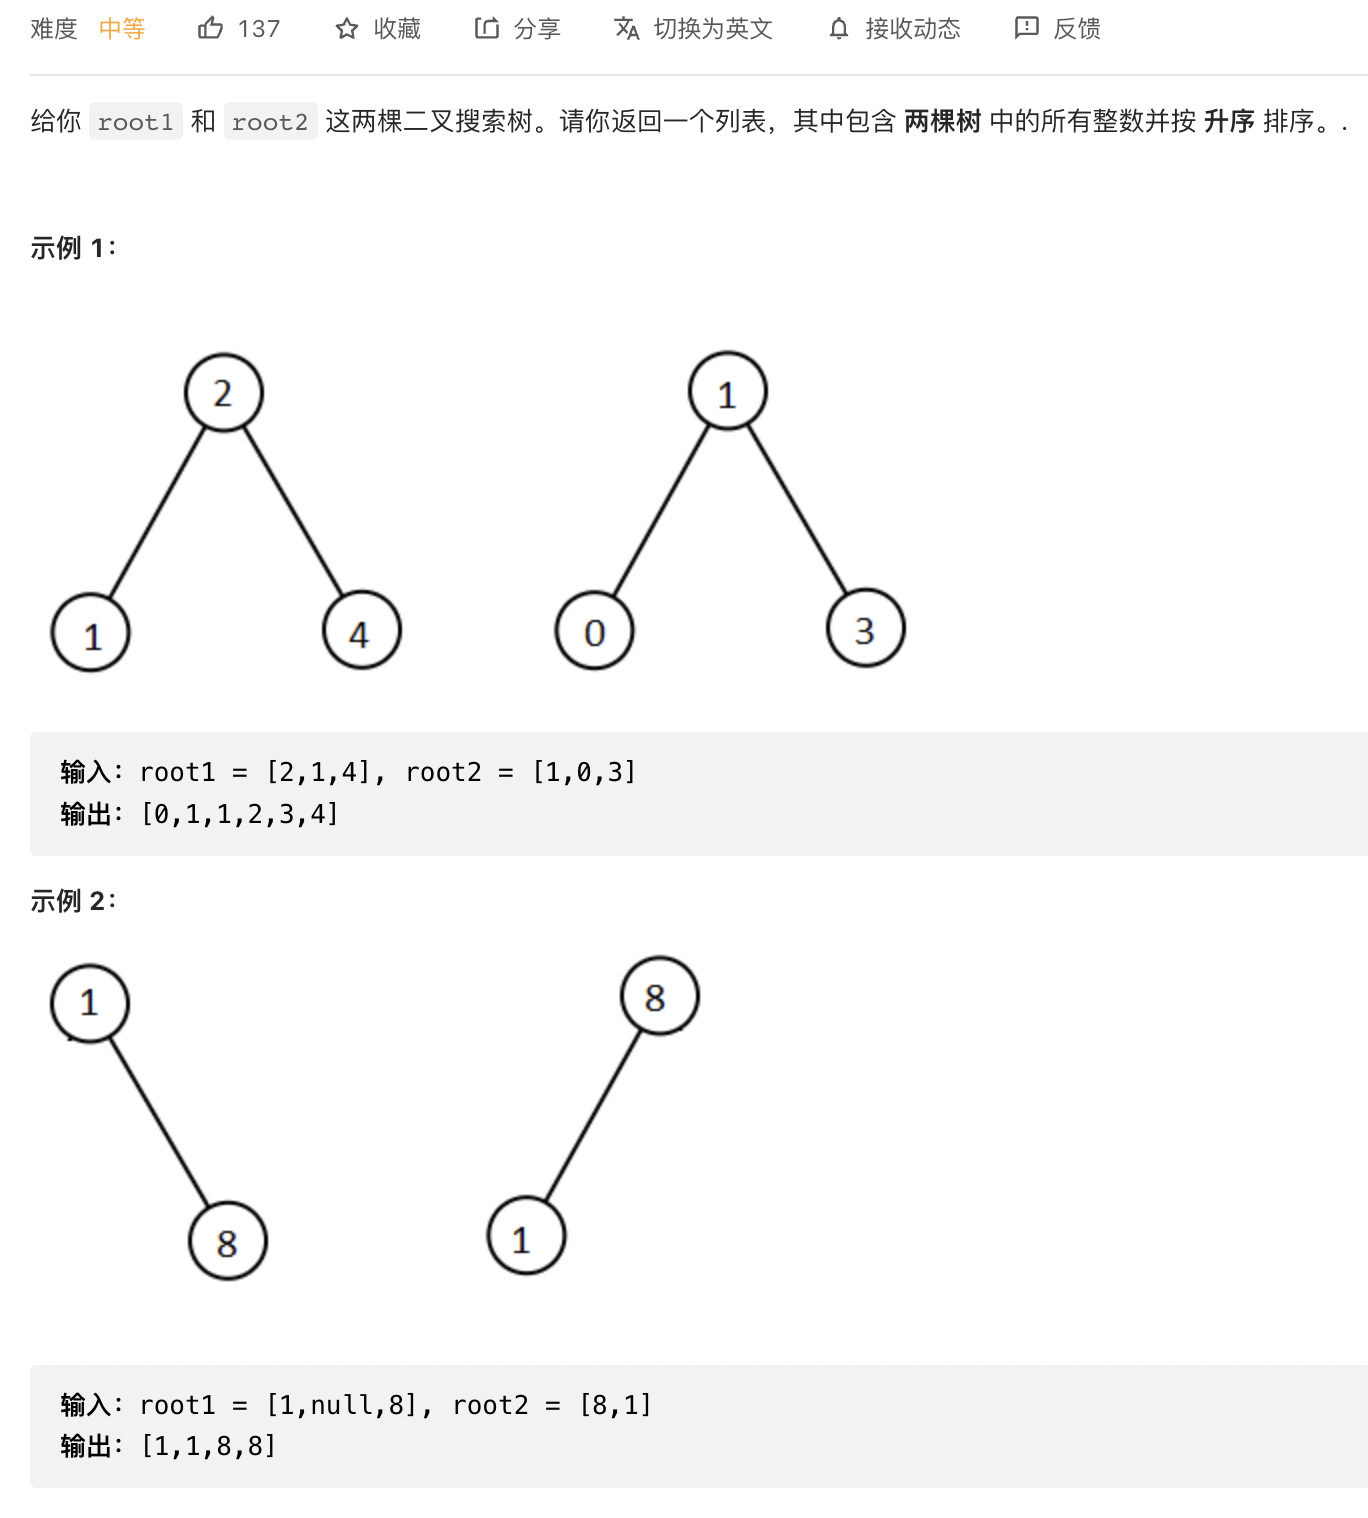 难度 中等 137 收藏 分享 切换为英文 接收动态 反馈
给你 root1 和 root2 这两棵二叉搜索树。请你返回一个列表，其中包含 两棵树 中的所有整数并按 升序 排序。.
示例 1：
2 1
1 4 0 3
输入：root1 = [2,1,4], root2 = [1,0,3]
输出：[0,1,1,2,3,4]
示例 2：
1 8
8 1
输入：root1 = [1,null,8], root2 = [8,1]
输出：[1,1,8,8]